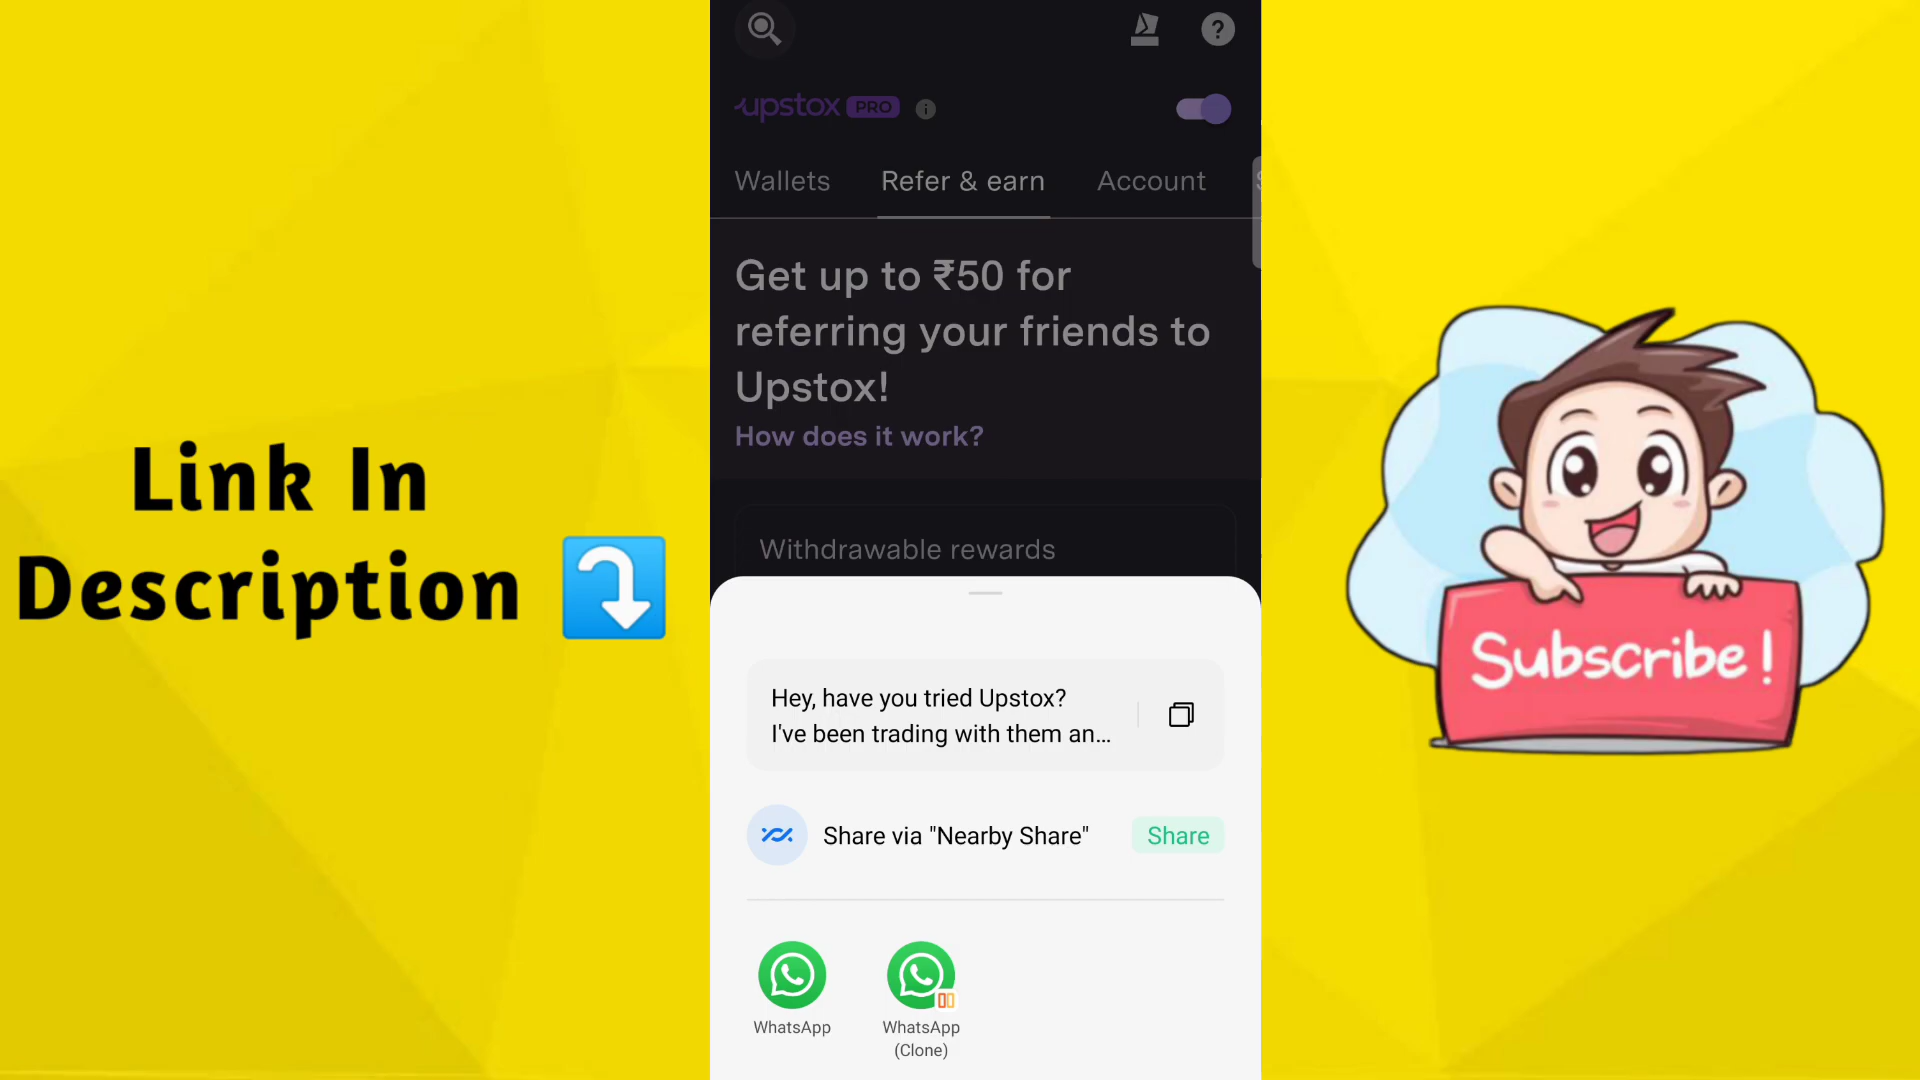 Link In
Description
upstox PRO
Wallets Refer & earn Account
Get up to ₹50 for
referring your friends to
Upstox!
How does it work?
Withdrawable rewards
Hey, have you tried Upstox?
I've been trading with them an...
Share via "Nearby Share" Share
WhatsApp WhatsApp
(Clone)
Subscribe!